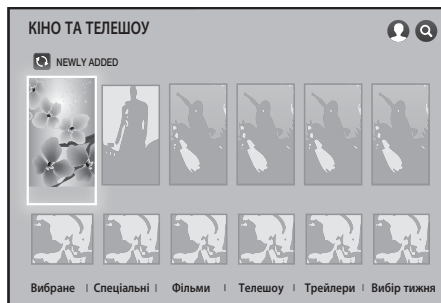 КІНО ТА ТЕЛЕШОУ
NEWLY ADDED
Вибране | Спеціальні | Фільми | Телешоу | Трейлери | Вибір тижня